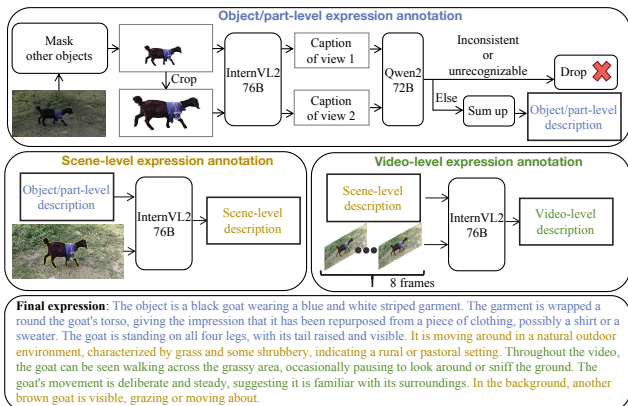 Object/part-level expression annotation
Mask
other objects
Crop
InternVL2
76B
Caption
of view 1
Caption
of view 2
Qwen2
72B
Inconsistent
or
unrecognizable
Drop
Else
Sum up
Object/part-level
description
Scene-level expression annotation
Object/part-level
description
InternVL2
76B
Scene-level
description
Video-level expression annotation
Scene-level
description
8 frames
InternVL2
76B
Video-level
description
Final expression: The object is a black goat wearing a blue and white striped garment. The garment is wrapped a
round the goat's torso, giving the impression that it has been repurposed from a piece of clothing, possibly a shirt or a
sweater. The goat is standing on all four legs, with its tail raised and visible. It is moving around in a natural outdoor
environment, characterized by grass and some shrubbery, indicating a rural or pastoral setting. Throughout the video,
the goat can be seen walking across the grassy area, occasionally pausing to look around or sniff the ground. The
goat's movement is deliberate and steady, suggesting it is familiar with its surroundings. In the background, another
brown goat is visible, grazing or moving about.